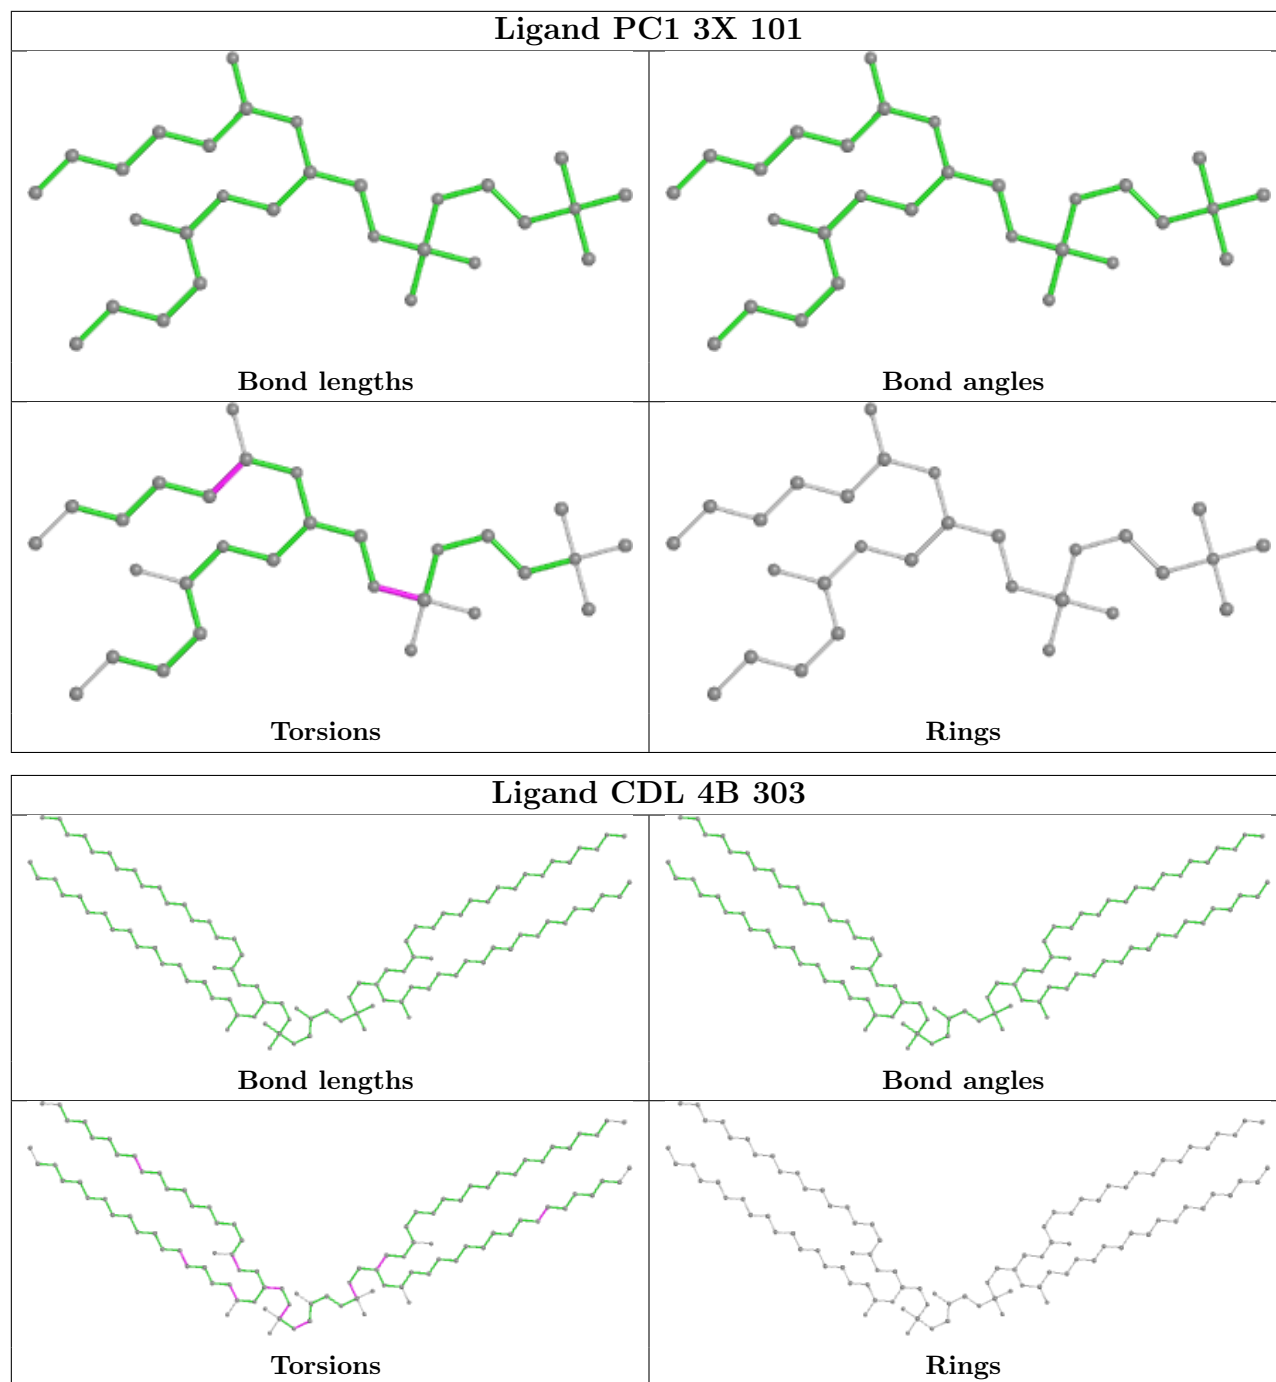 Ligand PC1 3X 101
Bond lengths
Bond angles
Torsions
Rings
Ligand CDL 4B 303
Bond lengths
Bond angles
Torsions
Rings